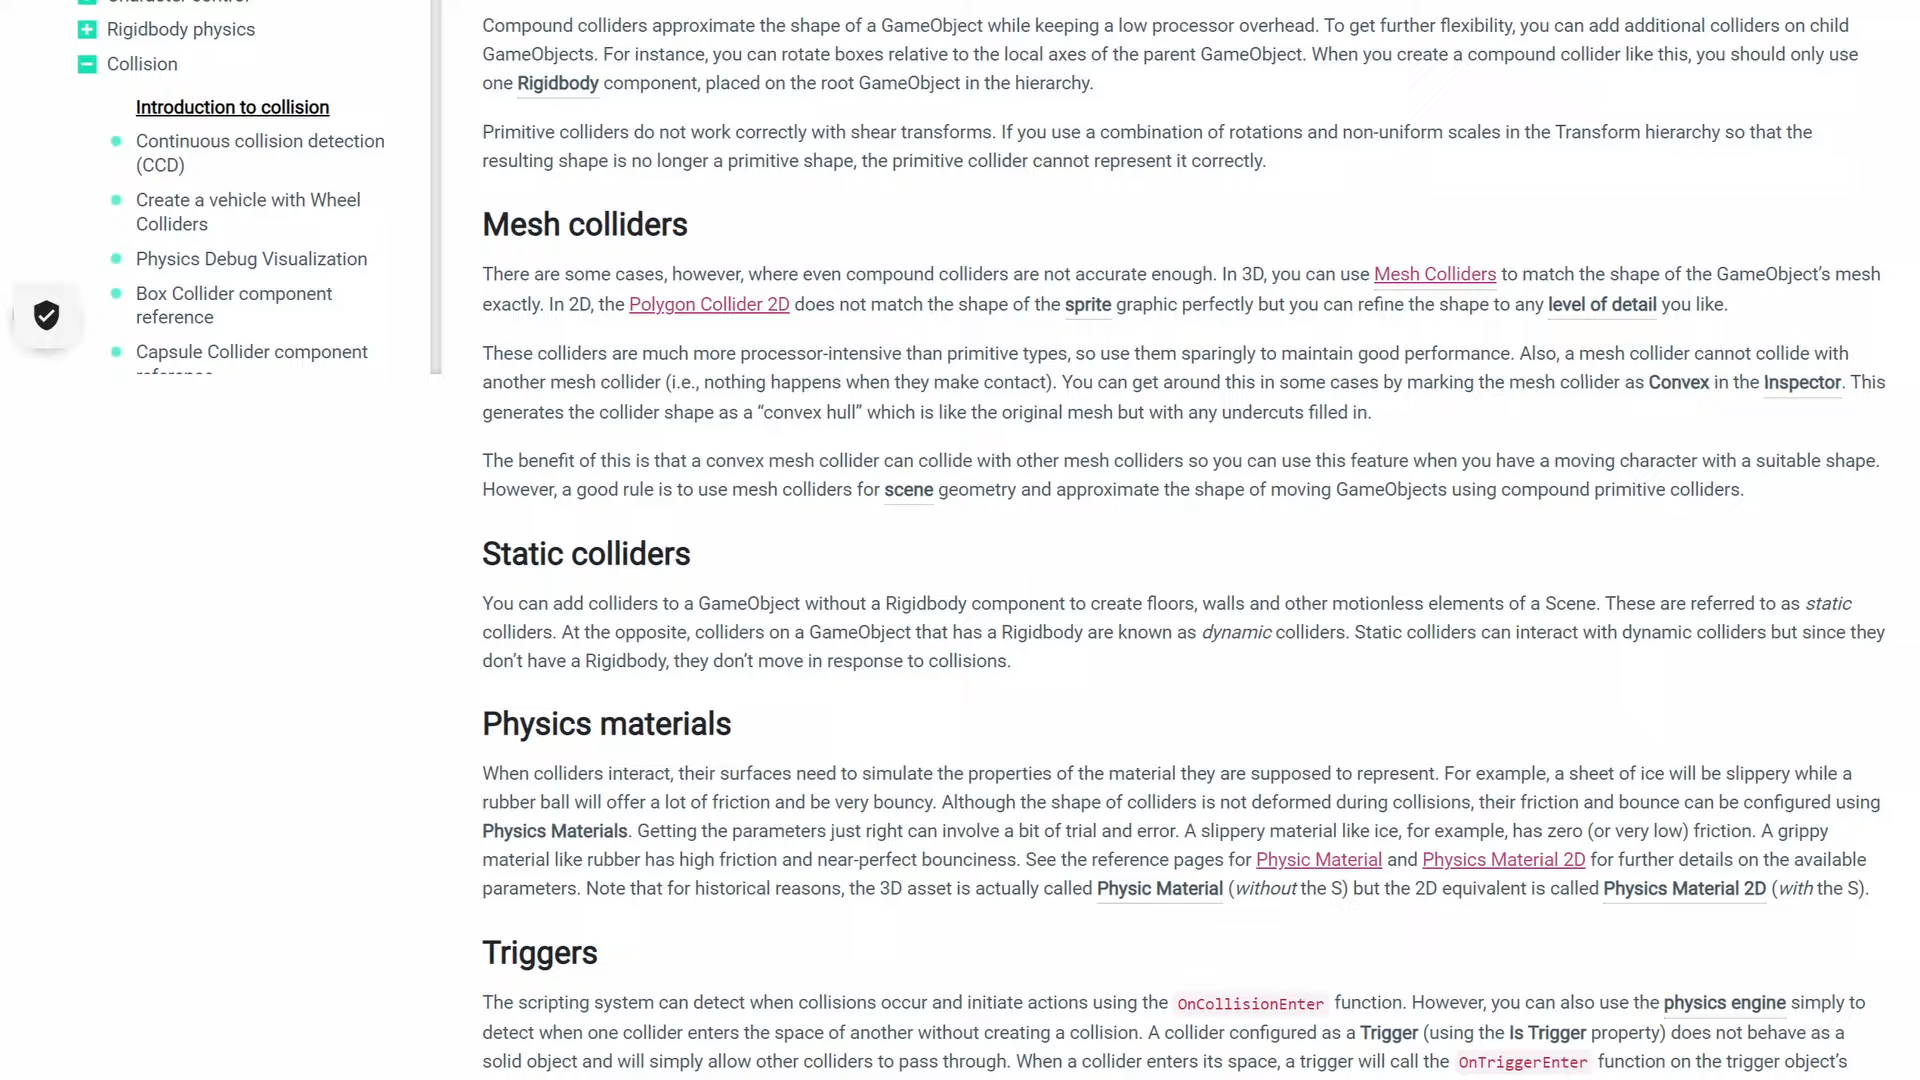 Rigidbody physics
Collision
Introduction to collision
Continuous collision detection
(CCD)
Create a vehicle with Wheel
Colliders
Physics Debug Visualization
Box Collider component
reference
Capsule Collider component
reference
Compound colliders approximate the shape of a GameObject while keeping a low processor overhead. To get further flexibility, you can add additional colliders on child
GameObjects. For instance, you can rotate boxes relative to the local axes of the parent GameObject. When you create a compound collider like this, you should only use
one Rigidbody component, placed on the root GameObject in the hierarchy.
Primitive colliders do not work correctly with shear transforms. If you use a combination of rotations and non-uniform scales in the Transform hierarchy so that the
resulting shape is no longer a primitive shape, the primitive collider cannot represent it correctly.
Mesh colliders
There are some cases, however, where even compound colliders are not accurate enough. In 3D, you can use Mesh Colliders to match the shape of the GameObject’s mesh
exactly. In 2D, the Polygon Collider 2D does not match the shape of the sprite graphic perfectly but you can refine the shape to any level of detail you like.
These colliders are much more processor-intensive than primitive types, so use them sparingly to maintain good performance. Also, a mesh collider cannot collide with
another mesh collider (i.e., nothing happens when they make contact). You can get around this in some cases by marking the mesh collider as Convex in the Inspector. This
generates the collider shape as a “convex hull” which is like the original mesh but with any undercuts filled in.
The benefit of this is that a convex mesh collider can collide with other mesh colliders so you can use this feature when you have a moving character with a suitable shape.
However, a good rule is to use mesh colliders for scene geometry and approximate the shape of moving GameObjects using compound primitive colliders.
Static colliders
You can add colliders to a GameObject without a Rigidbody component to create floors, walls and other motionless elements of a Scene. These are referred to as static
colliders. At the opposite, colliders on a GameObject that has a Rigidbody are known as dynamic colliders. Static colliders can interact with dynamic colliders but since they
don’t have a Rigidbody, they don’t move in response to collisions.
Physics materials
When colliders interact, their surfaces need to simulate the properties of the material they are supposed to represent. For example, a sheet of ice will be slippery while a
rubber ball will offer a lot of friction and be very bouncy. Although the shape of colliders is not deformed during collisions, their friction and bounce can be configured using
Physics Materials. Getting the parameters just right can involve a bit of trial and error. A slippery material like ice, for example, has zero (or very low) friction. A grippy
material like rubber has high friction and near-perfect bounciness. See the reference pages for Physic Material and Physics Material 2D for further details on the available
parameters. Note that for historical reasons, the 3D asset is actually called Physic Material (without the S) but the 2D equivalent is called Physics Material 2D (with the S).
Triggers
The scripting system can detect when collisions occur and initiate actions using the OnCollisionEnter function. However, you can also use the physics engine simply to
detect when one collider enters the space of another without creating a collision. A collider configured as a Trigger (using the Is Trigger property) does not behave as a
solid object and will simply allow other colliders to pass through. When a collider enters its space, a trigger will call the OnTriggerEnter function on the trigger object’s